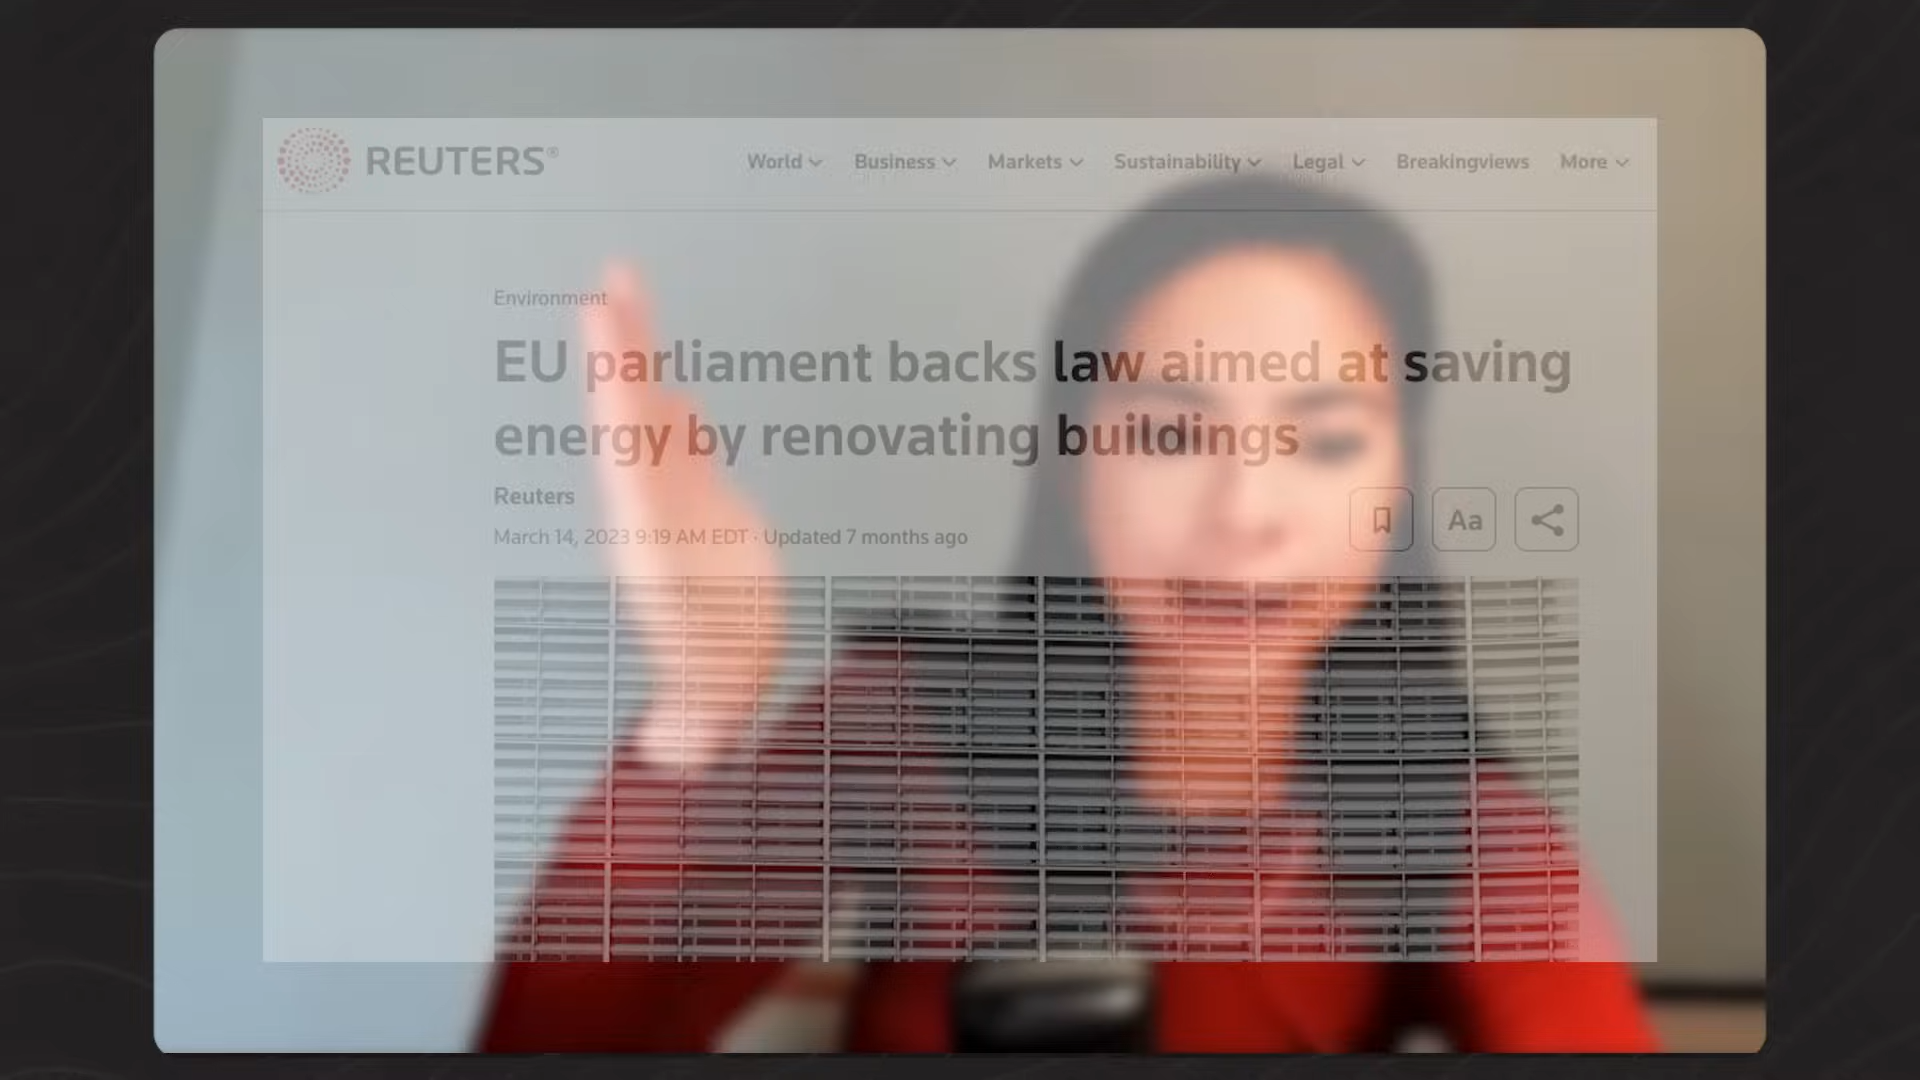 REUTERS®
World Business Markets Sustainability Legal Breakingviews More
Environment
EU parliament backs law aimed at saving
energy by renovating buildings
Reuters
March 14, 2023 9:19 AM EDT · Updated 7 months ago
Aa